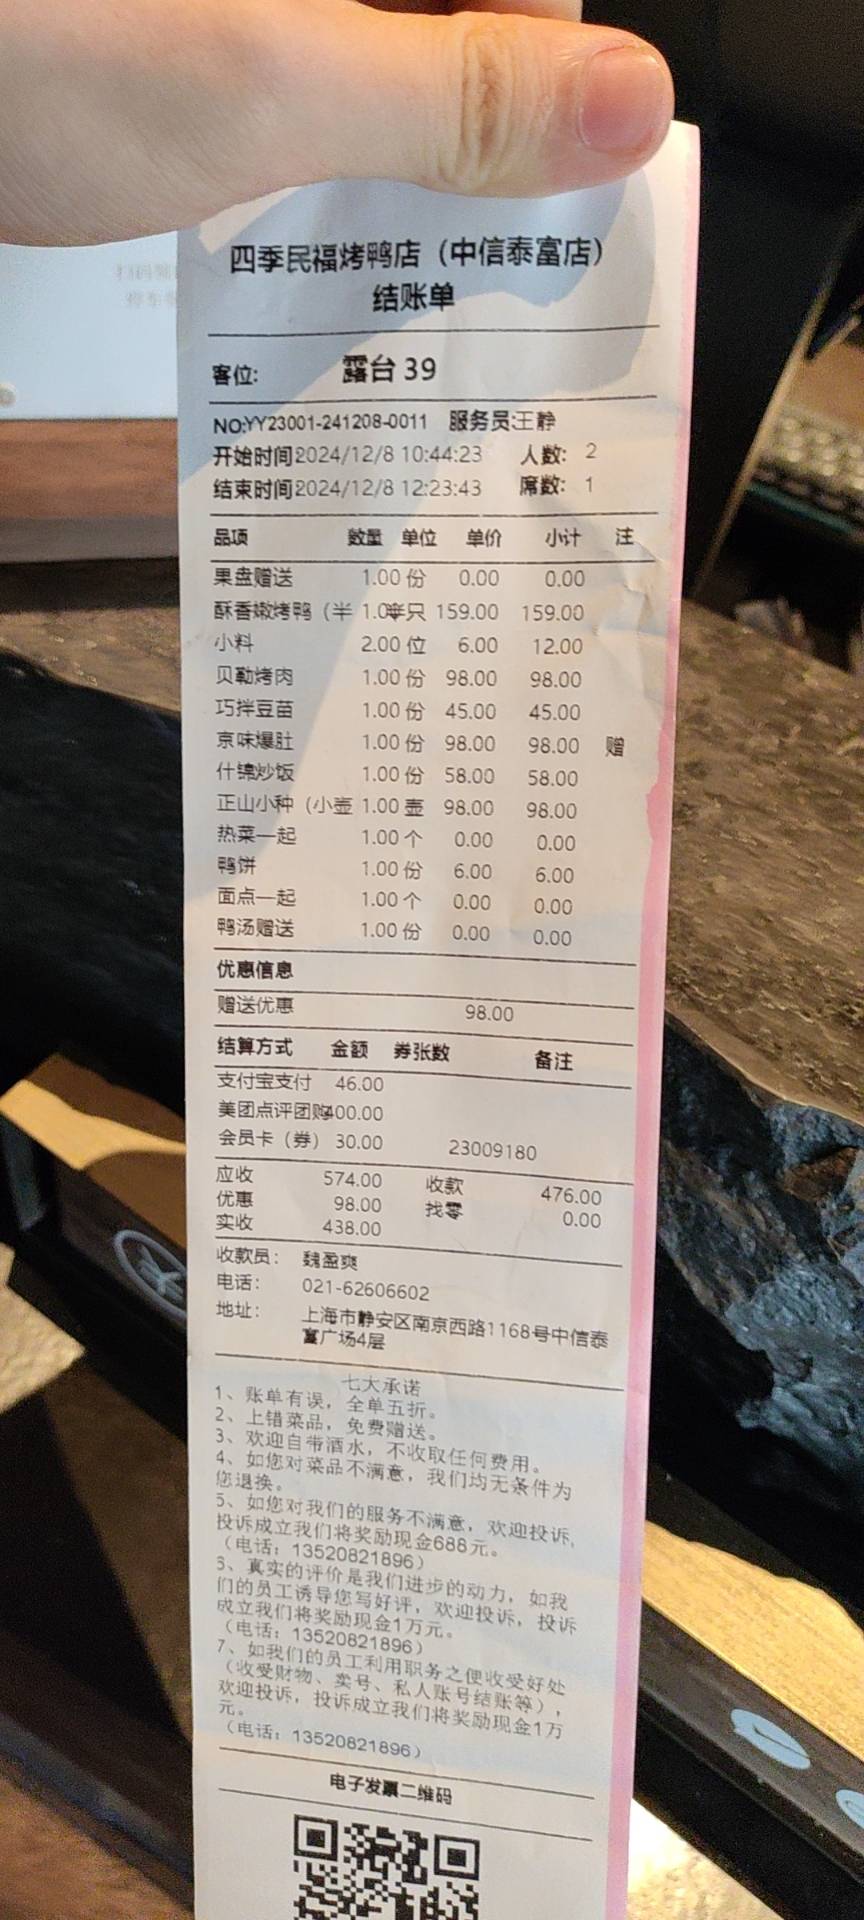 四季民福烤鸭店（中信泰富店）
结账单
客位: 露台 39
NO:YY23001-241208-0011 服务员:王静
开始时间2024/12/8 10:44:23 人数: 2
结束时间2024/12/8 12:23:43 席数: 1
品项 数量 单位 单价 小计 注
果盘赠送 1.00 份 0.00 0.00
酥香嫩烤鸭（半 1.00半只 159.00 159.00
小料 2.00 位 6.00 12.00
贝勒烤肉 1.00 份 98.00 98.00
巧拌豆苗 1.00 份 45.00 45.00
京味爆肚 1.00 份 98.00 98.00 赠
什锦炒饭 1.00 份 58.00 58.00
正山小种（小壶 1.00 壶 98.00 98.00
热菜一起 1.00 个 0.00 0.00
鸭饼 1.00 份 6.00 6.00
面点一起 1.00 个 0.00 0.00
鸭汤赠送 1.00 份 0.00 0.00
优惠信息
赠送优惠 98.00
结算方式 金额 券张数 备注
支付宝支付 46.00
美团点评团购400.00
会员卡（券） 30.00 23009180
应收 574.00 收款 476.00
优惠 98.00 找零 0.00
实收 438.00
收款员: 魏盈爽
电话: 021-62606602
地址: 上海市静安区南京西路1168号中信泰
富广场4层
七大承诺
1、账单有误，全单五折。
2、上错菜品，免费赠送。
3、欢迎自带酒水，不收取任何费用。
4、如您对菜品不满意，我们均无条件为
您退换。
5、如您对我们的服务不满意，欢迎投诉，
投诉成立我们将奖励现金688元。
（电话：13520821896）
6、真实的评价是我们进步的动力，如我
们的员工诱导您写好评，欢迎投诉，投诉
成立我们将奖励现金1万元。
（电话：13520821896）
7、如我们的员工利用职务之便收受好处
（收受财物、卖号、私人账号结账等），
欢迎投诉，投诉成立我们将奖励现金1万
元。
（电话：13520821896）
电子发票二维码